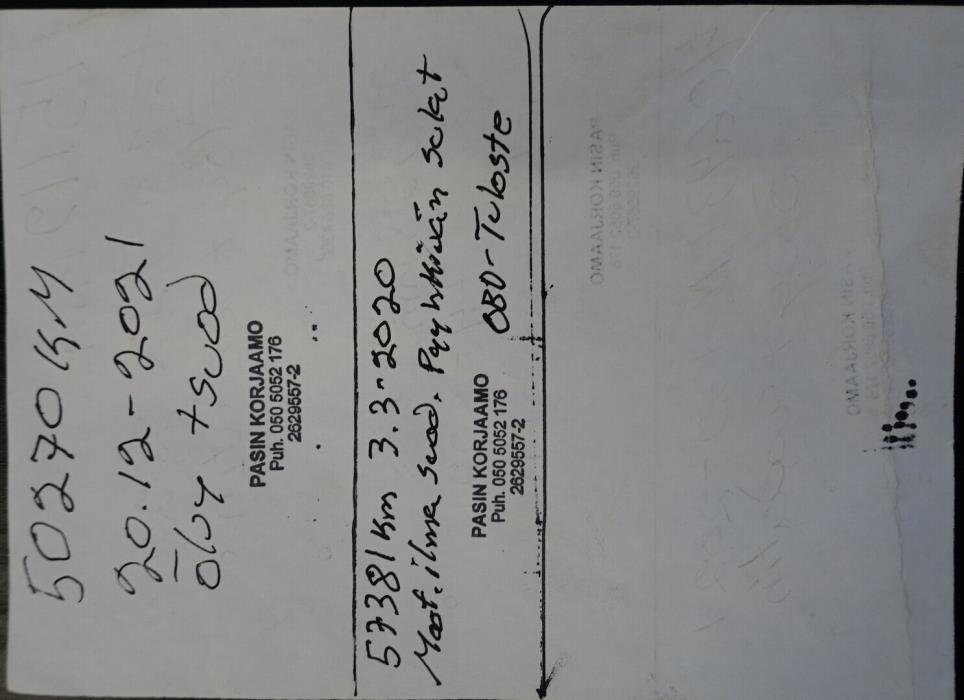 50270 KM
20.12-2021
ÖLJY + SUOD
PASIN KORJAAMO
Puh. 050 5052 176
2629557-2
57381 Km 3.3-2020
Moot. ilma suod. Pyyhkiään sulat
OBD-Tuloste
PASIN KORJAAMO
Puh. 050 5052 176
2629557-2